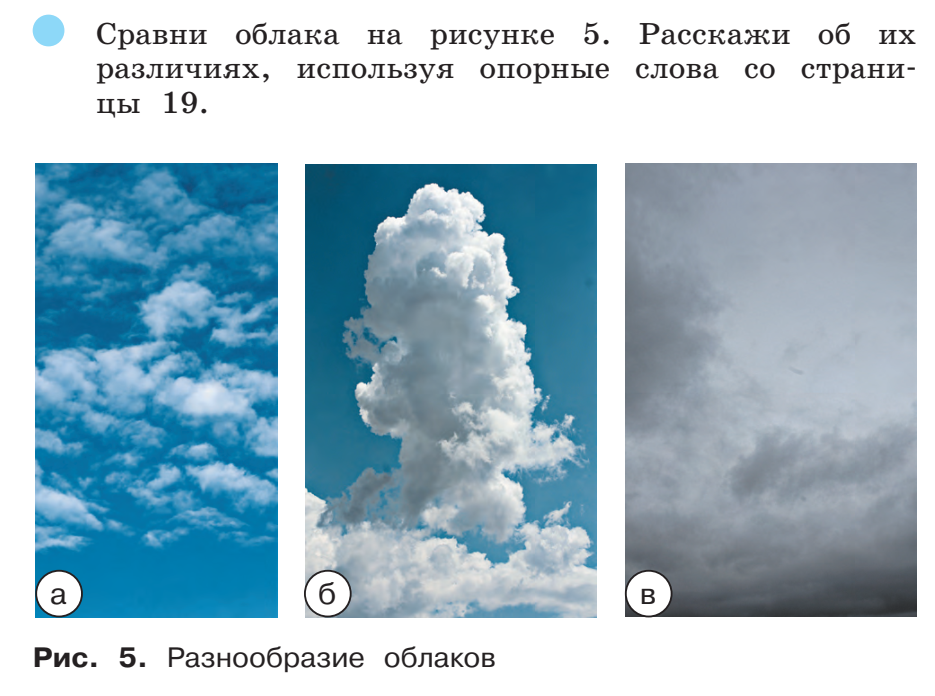 Сравни облака на рисунке 5. Расскажи об их
различиях, используя опорные слова со страни-
цы 19.
а
б
в
Рис. 5. Разнообразие облаков